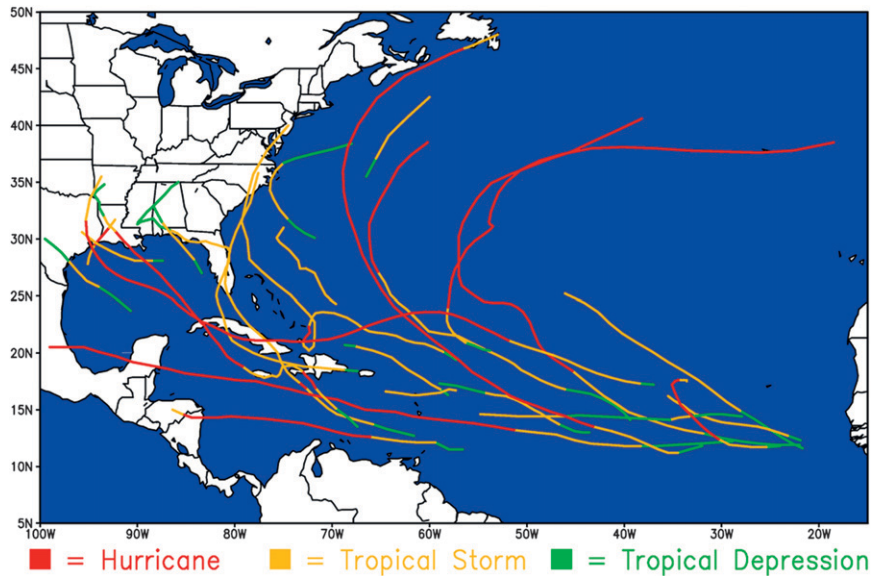 50N
45N
40N
35N
30N
25N
20N
15N
10N
5N
100W 90W 80W 70W 60W 50W 40W 30W 20W
= Hurricane = Tropical Storm = Tropical Depression